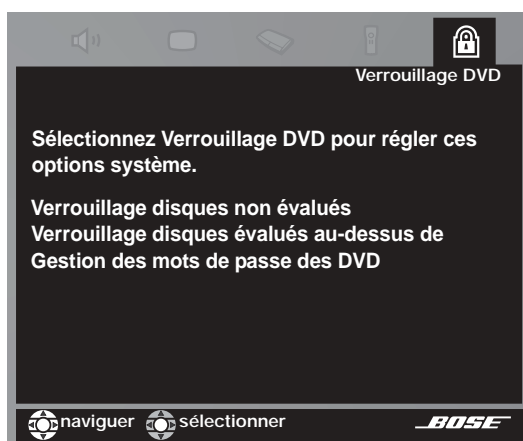 Verrouillage DVD
Sélectionnez Verrouillage DVD pour régler ces
options système.
Verrouillage disques non évalués
Verrouillage disques évalués au-dessus de
Gestion des mots de passe des DVD
naviguer sélectionner BOSE